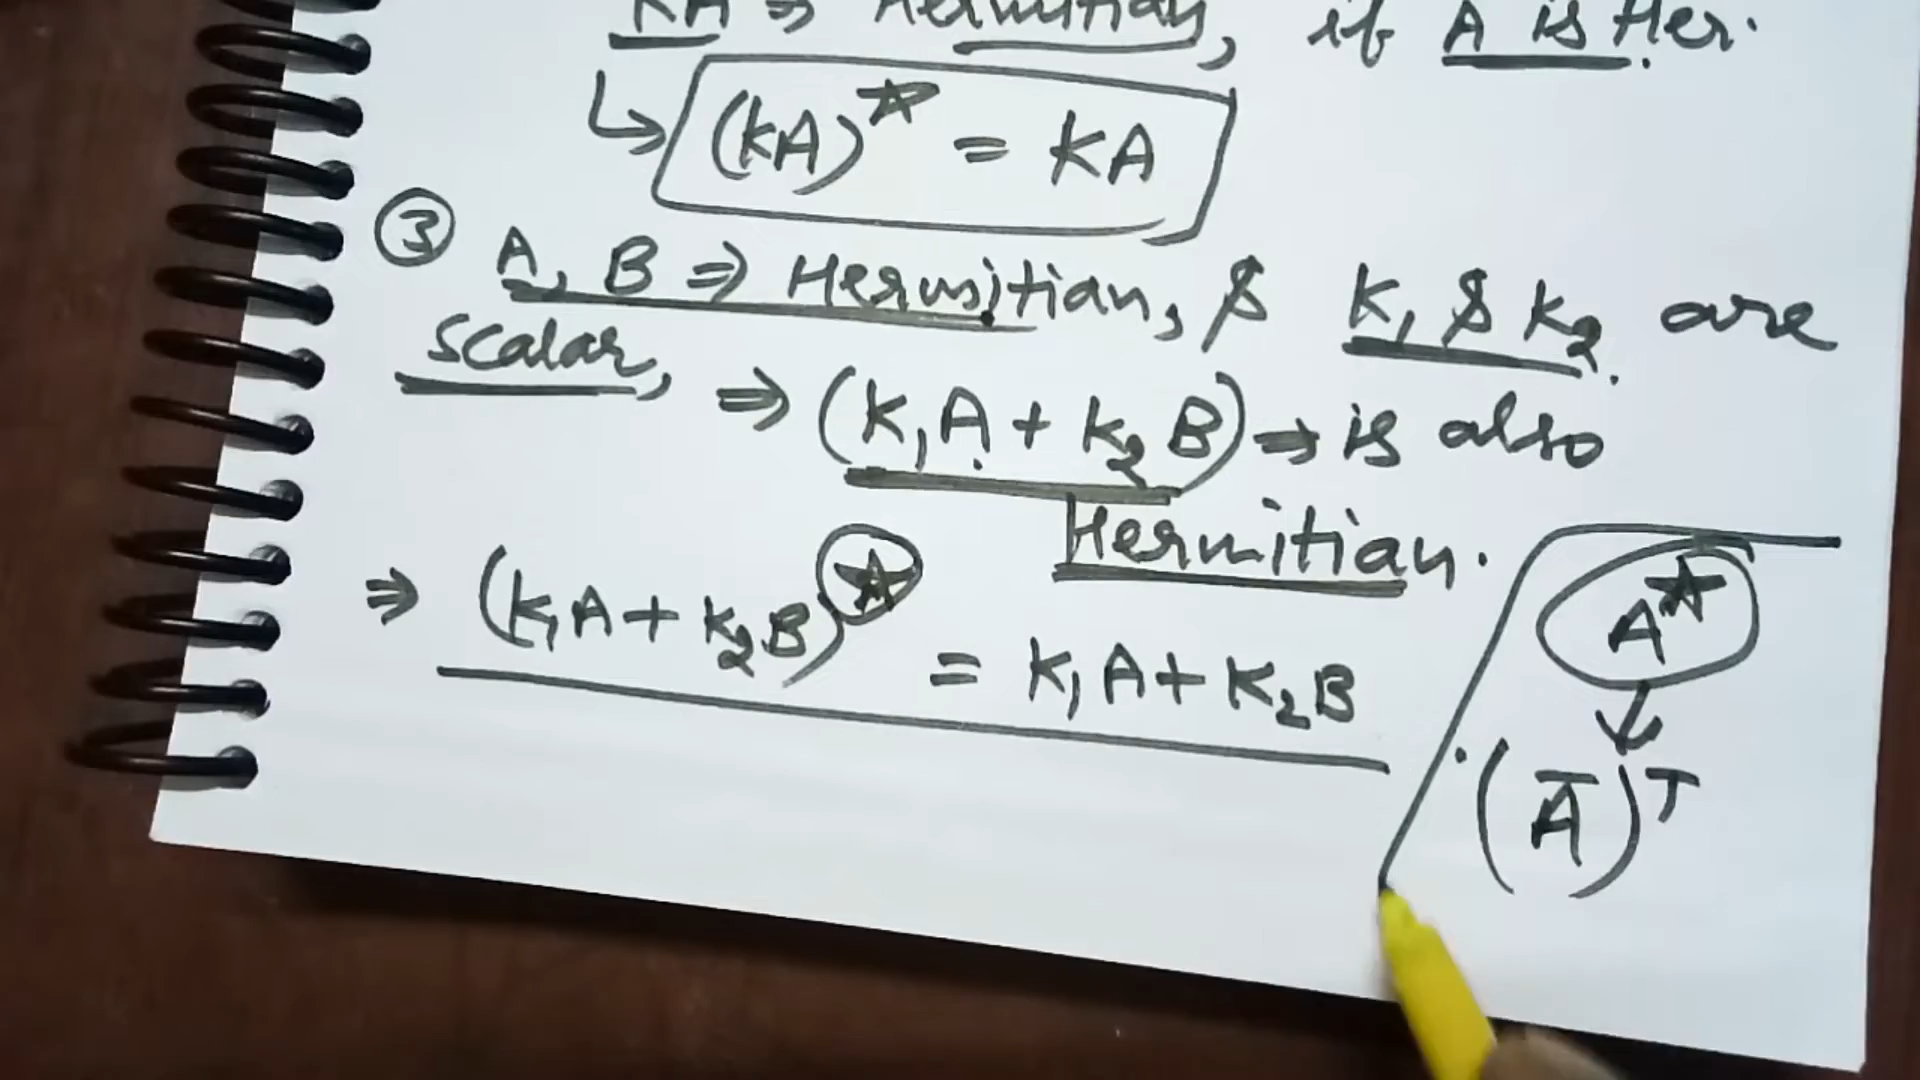 KA ⇒ Hermitian, if A is Her.
↳ (KA)* = KA
③ A, B ⇒ Hermitian, & K₁ & K₂ are
scalar, ⇒ (K₁A + K₂B) → is also
Hermitian.
⇒ (K₁A + K₂B)* = K₁A + K₂B
A*
↓
(Ā)ᵀ